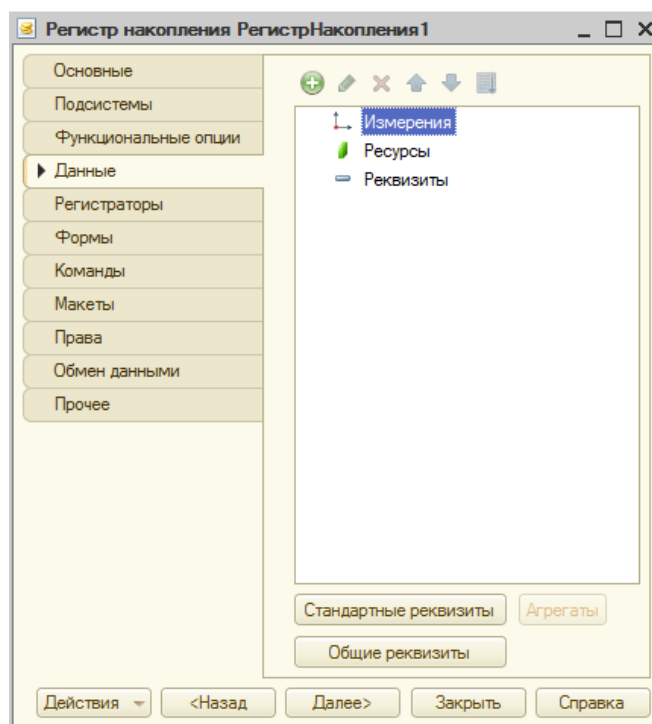 Регистр накопления РегистрНакопления1
Основные
Подсистемы
Функциональные опции
Данные
Регистраторы
Формы
Команды
Макеты
Права
Обмен данными
Прочее
Измерения
Ресурсы
Реквизиты
Стандартные реквизиты
Агрегаты
Общие реквизиты
Действия
<Назад
Далее>
Закрыть
Справка